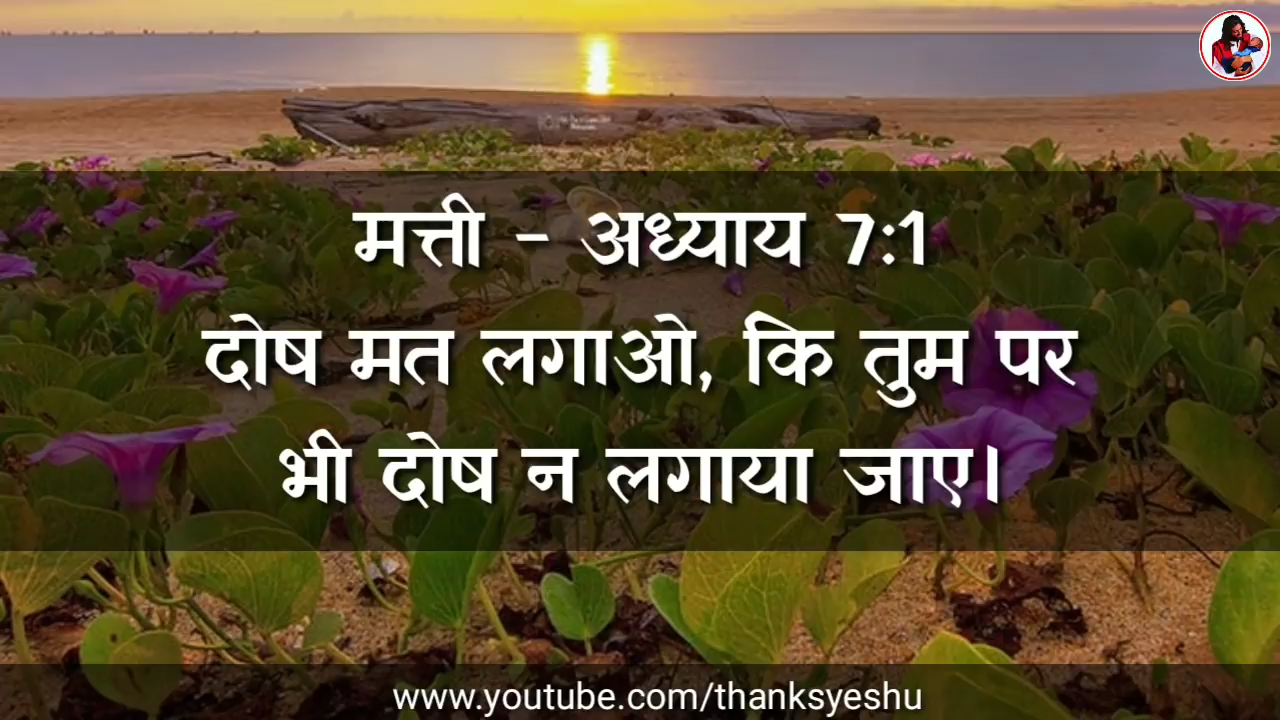 मत्ती - अध्याय 7:1
दोष मत लगाओ, कि तुम पर
भी दोष न लगाया जाए।
www.youtube.com/thanksyeshu